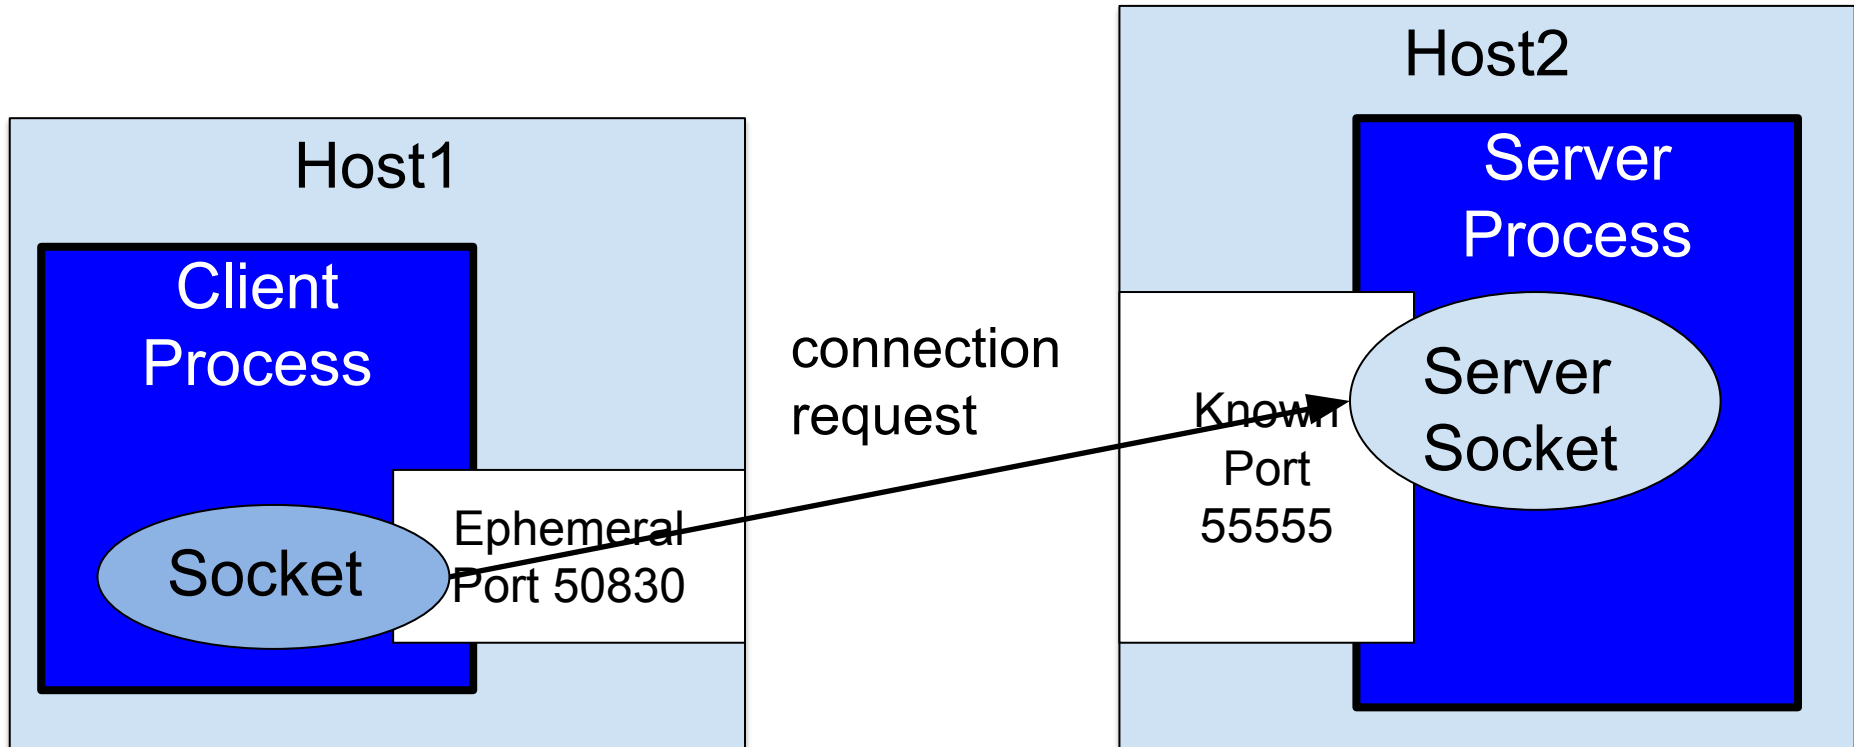 Host1
Client
Process
Socket
Ephemeral
Port 50830
connection
request
Host2
Server
Process
Known
Port
55555
Server
Socket